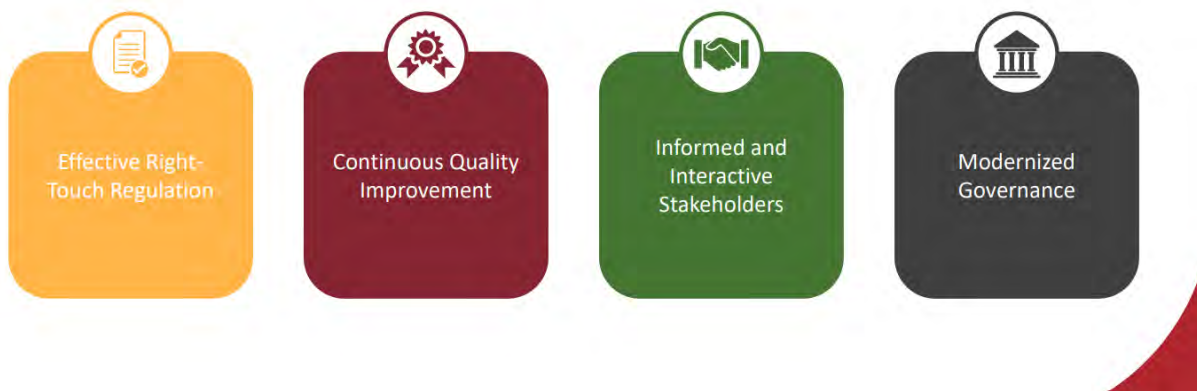 Effective Right-
Touch Regulation
Continuous Quality
Improvement
Informed and
Interactive
Stakeholders
Modernized
Governance